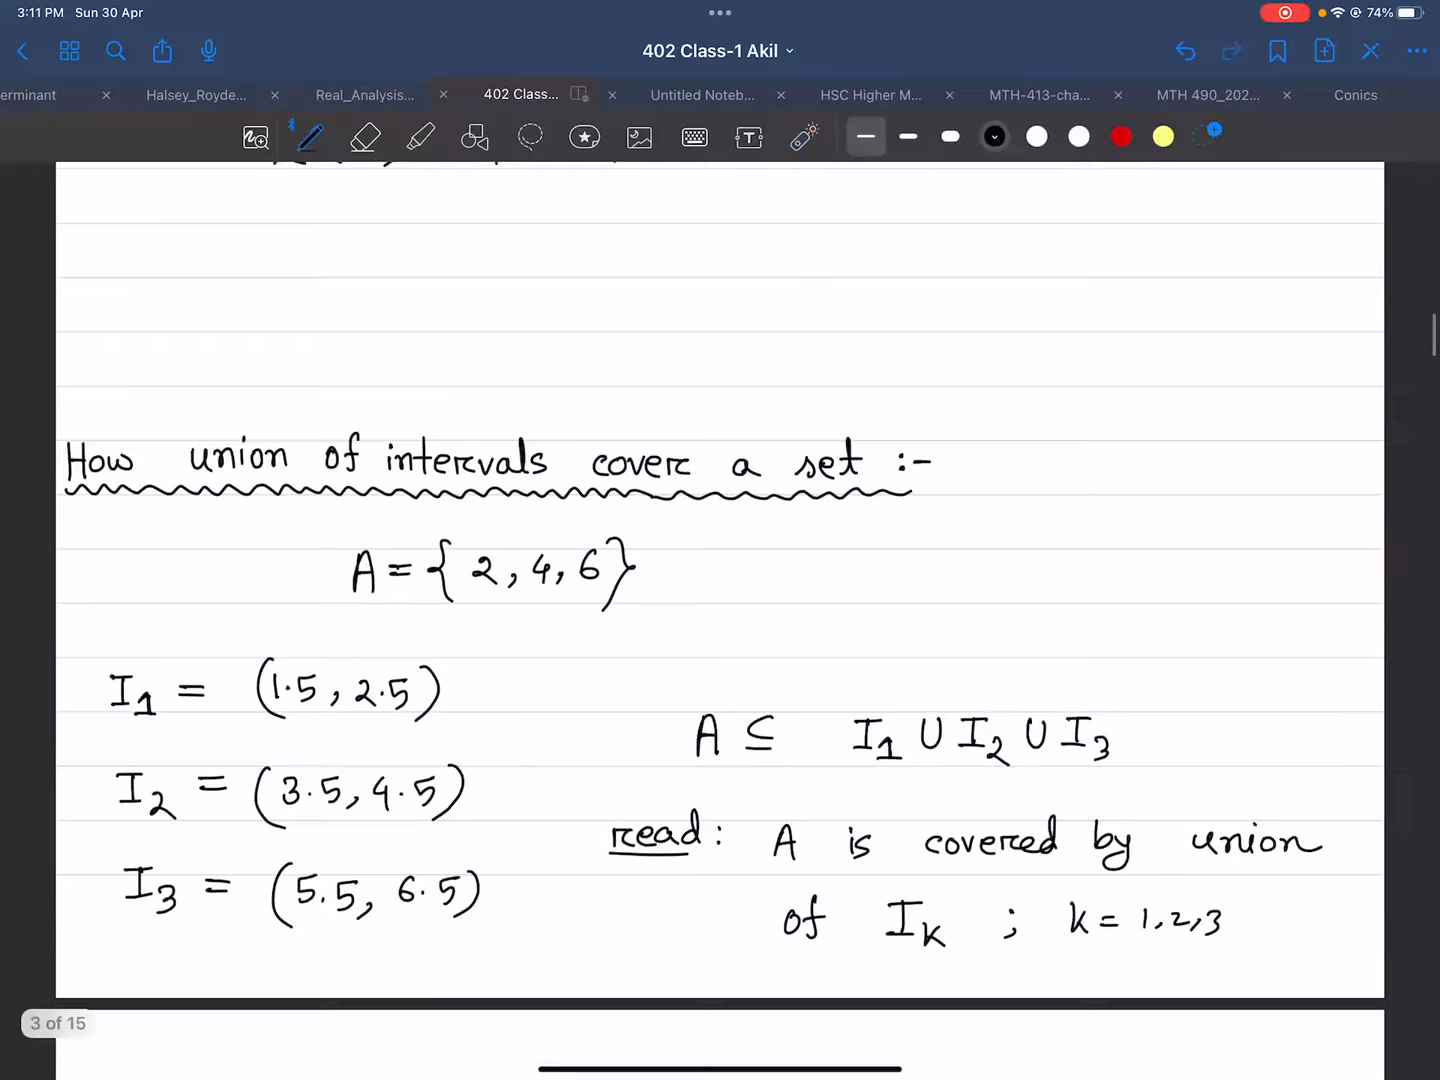 3:11 PM Sun 30 Apr
74%
402 Class-1 Akil
erminant
Halsey_Royde...
Real_Analysis...
402 Class...
Untitled Noteb...
HSC Higher M...
MTH-413-cha...
MTH 490_202...
Conics
How union of intervals cover a set :-
A = { 2, 4, 6 }
I1 = (1.5, 2.5)
I2 = (3.5, 4.5)
I3 = (5.5, 6.5)
A ⊆ I1 ∪ I2 ∪ I3
read: A is covered by union
of Ik ; k = 1,2,3
3 of 15